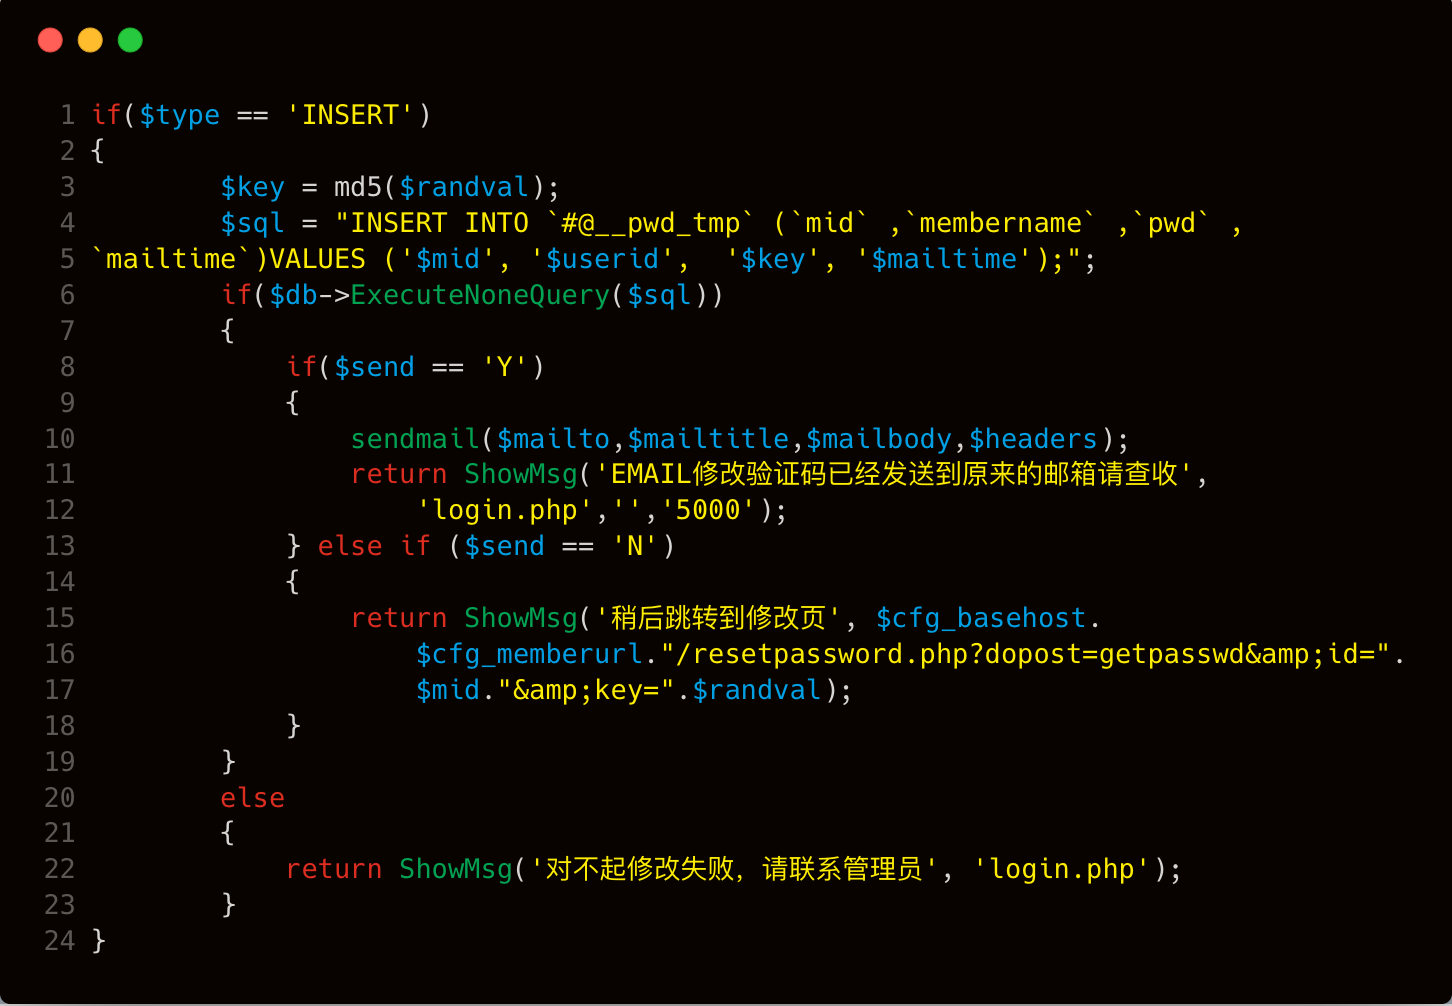 1 if($type == 'INSERT')
2 {
3         $key = md5($randval);
4         $sql = "INSERT INTO `#@__pwd_tmp` (`mid` ,`membername` ,`pwd` ,
5 `mailtime`)VALUES ('$mid', '$userid',  '$key', '$mailtime');";
6         if($db->ExecuteNoneQuery($sql))
7         {
8             if($send == 'Y')
9             {
10                 sendmail($mailto,$mailtitle,$mailbody,$headers);
11                 return ShowMsg('EMAIL修改验证码已经发送到原来的邮箱请查收',
12                     'login.php','','5000');
13             } else if ($send == 'N')
14             {
15                 return ShowMsg('稍后跳转到修改页', $cfg_basehost.
16                     $cfg_memberurl."/resetpassword.php?dopost=getpasswd&amp;id=".
17                     $mid."&amp;key=".$randval);
18             }
19         }
20         else
21         {
22             return ShowMsg('对不起修改失败，请联系管理员', 'login.php');
23         }
24 }